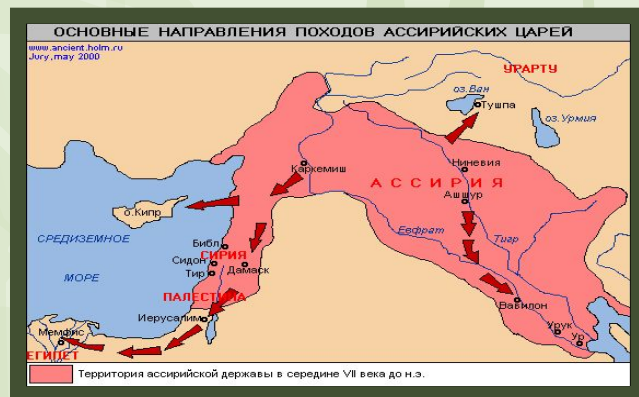 ОСНОВНЫЕ НАПРАВЛЕНИЯ ПОХОДОВ АССИРИЙСКИХ ЦАРЕЙ
www.ancient.holm.ru
Jury,may 2000
УРАРТУ
оз.Ван
Тушпа
оз.Урмия
Каркемиш
Ниневия
АССИРИЯ
Ашшур
о.Кипр
Еефрат
Тигр
СРЕДИЗЕМНОЕ
МОРЕ
Библ
СИРИЯ
Сидон
Дамаск
Тир
ПАЛЕСТИНА
Вавилон
Иерусалим
Мемфис
Урук
Ур
ЕГИПЕТ
Территория ассирийской державы в середине VII века до н.э.